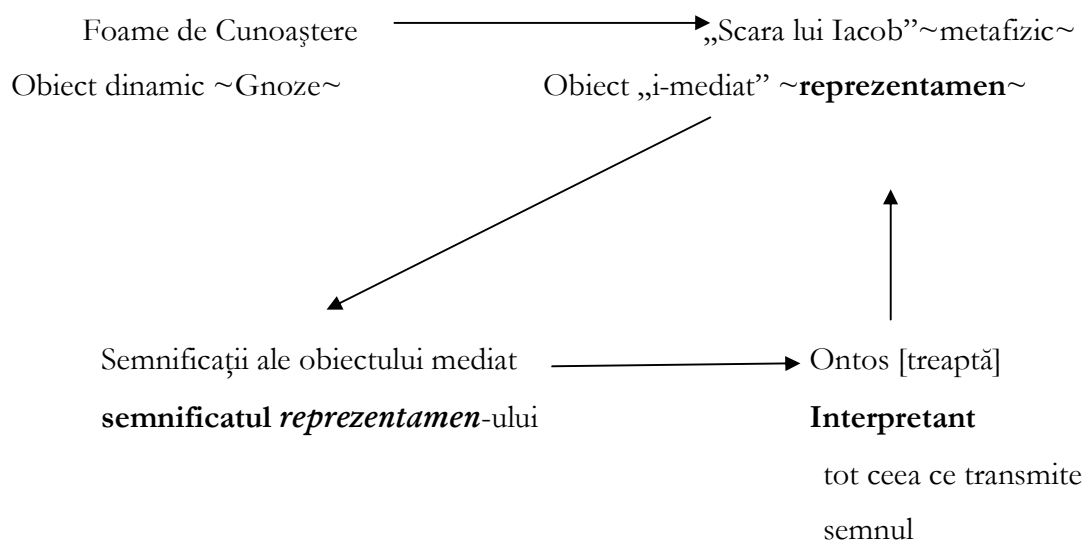 Foame de Cunoaştere
„Scara lui Iacob”~metafizic~
Obiect dinamic ~Gnoze~
Obiect „i-mediat” ~reprezentamen~
Semnificaţii ale obiectului mediat
Ontos [treaptă]
semnificatul reprezentamen-ului
Interpretant
tot ceea ce transmite
semnul